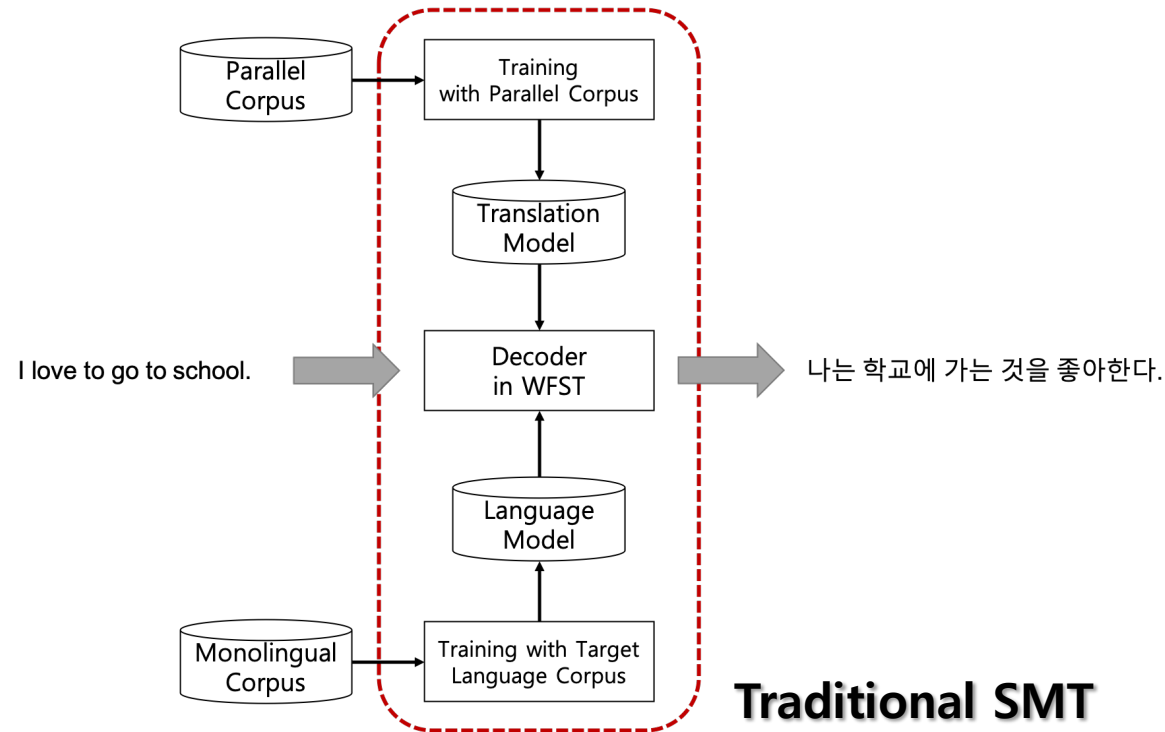 Parallel
Corpus
Training
with Parallel Corpus
Translation
Model
I love to go to school.
Decoder
in WFST
나는 학교에 가는 것을 좋아한다.
Language
Model
Monolingual
Corpus
Training with Target
Language Corpus
Traditional SMT